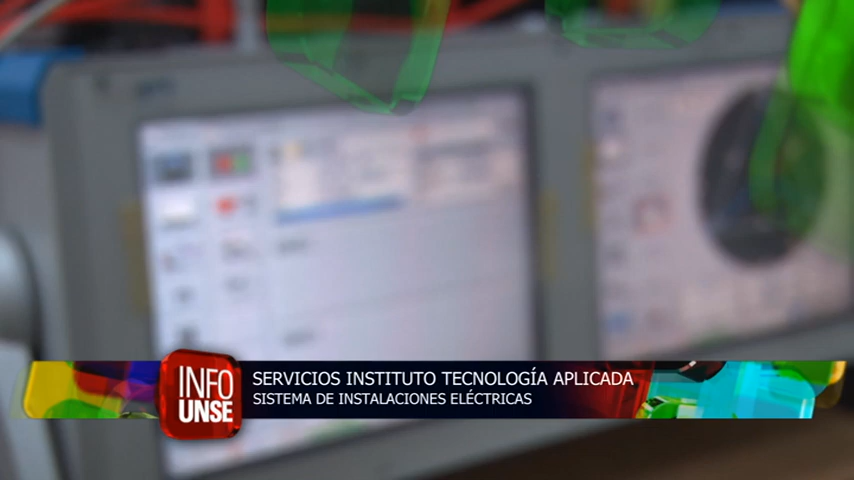 INFO
UNSE
SERVICIOS INSTITUTO TECNOLOGÍA APLICADA
SISTEMA DE INSTALACIONES ELÉCTRICAS